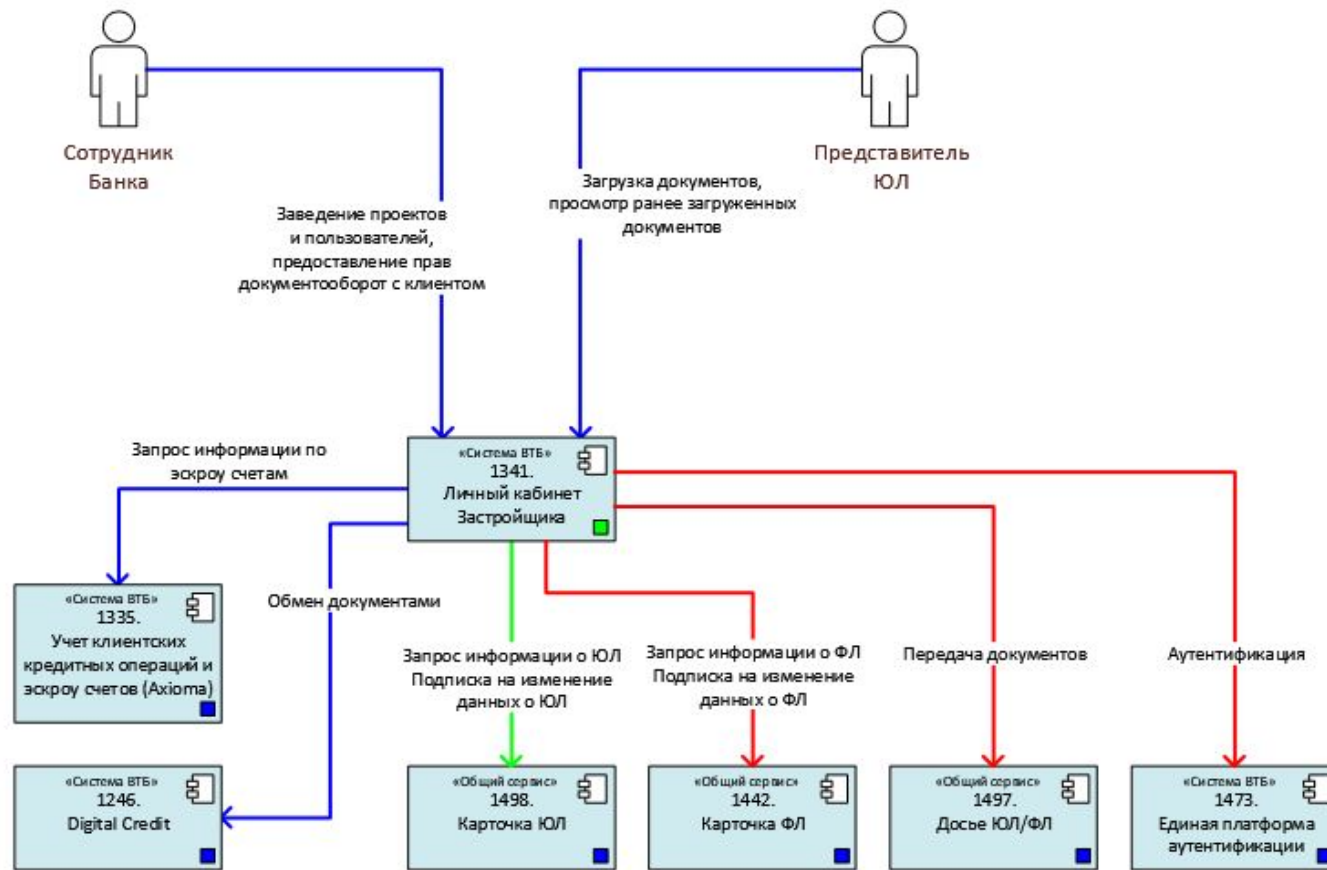 Сотрудник
Банка
Представитель
ЮЛ
Заведение проектов
и пользователей,
предоставление прав
документооборот с клиентом
Загрузка документов,
просмотр ранее загруженных
документов
«Система ВТБ»
1341.
Личный кабинет
Застройщика
Запрос информации по
эскроу счетам
«Система ВТБ»
1335.
Учет клиентских
кредитных операций и
эскроу счетов (Axioma)
Обмен документами
Запрос информации о ЮЛ
Подписка на изменение
данных о ЮЛ
Запрос информации о ФЛ
Подписка на изменение
данных о ФЛ
Передача документов
Аутентификация
«Система ВТБ»
1246.
Digital Credit
«Общий сервис»
1498.
Карточка ЮЛ
«Общий сервис»
1442.
Карточка ФЛ
«Общий сервис»
1497.
Досье ЮЛ/ФЛ
«Система ВТБ»
1473.
Единая платформа
аутентификации